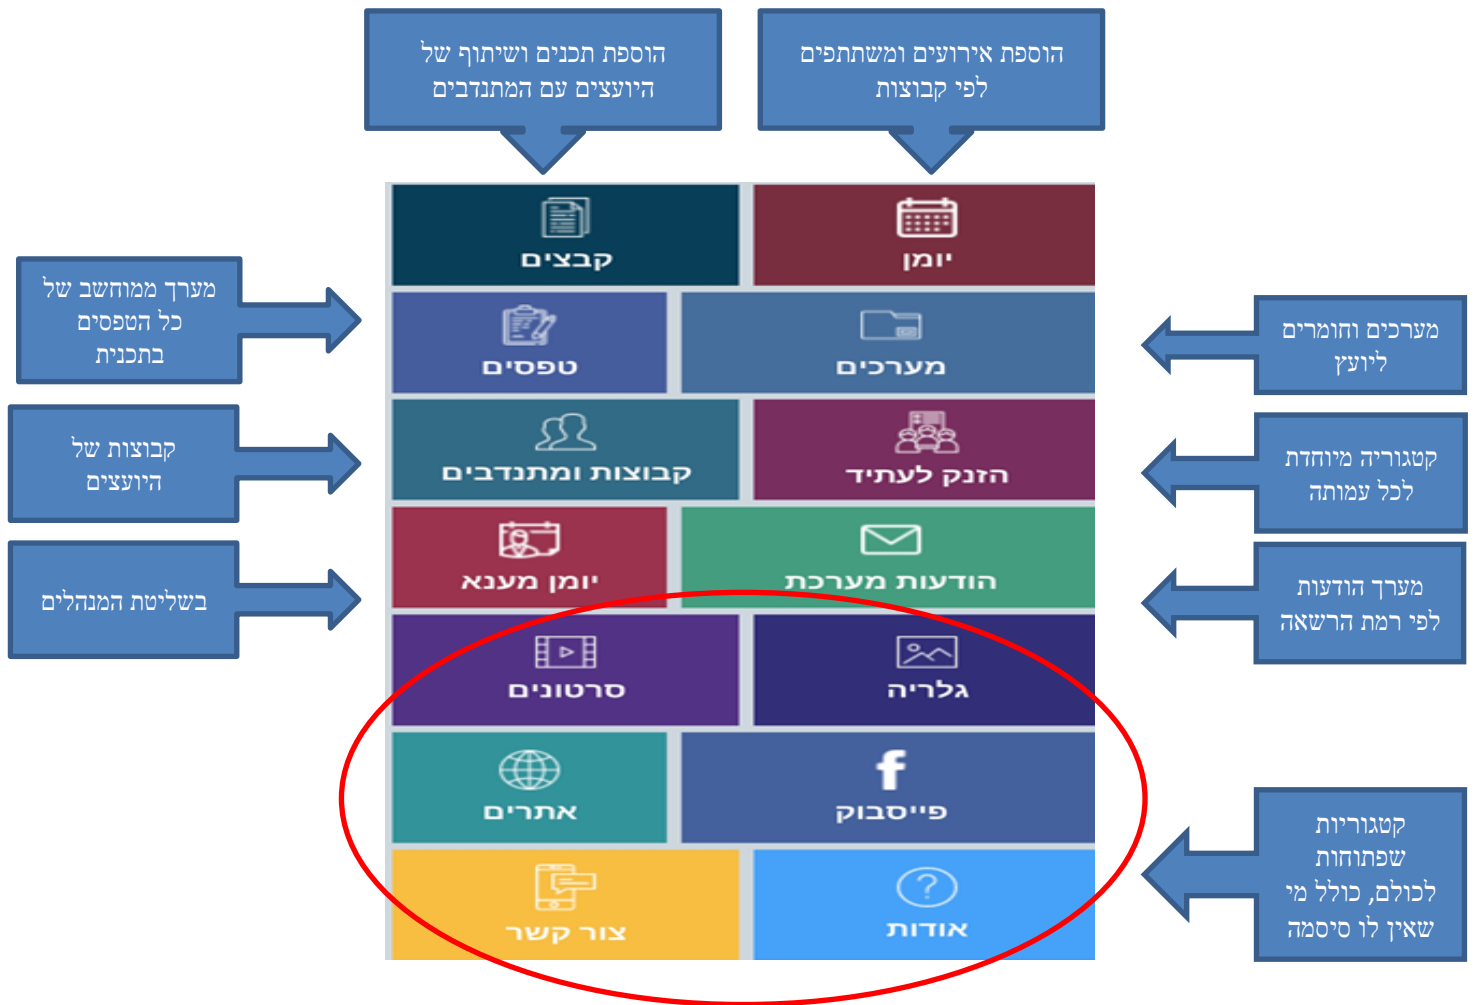 הוספת אירועים ומשתתפים
לפי קבוצות
הוספת תכנים ושיתוף של
היועצים עם המתנדבים
יומן
קבצים
מערכים וחומרים
ליועץ
מערכים
טפסים
מערך ממוחשב של
כל הטפסים
בתכנית
קטגוריה מיוחדת
לכל עמותה
הזנק לעתיד
קבוצות ומתנדבים
קבוצות של
היועצים
מערך הודעות
לפי רמת הרשאה
הודעות מערכת
יומן מענא
בשליטת המנהלים
גלריה
סרטונים
פייסבוק
אתרים
קטגוריות
שפתוחות
לכולם, כולל מי
שאין לו סיסמה
אודות
צור קשר